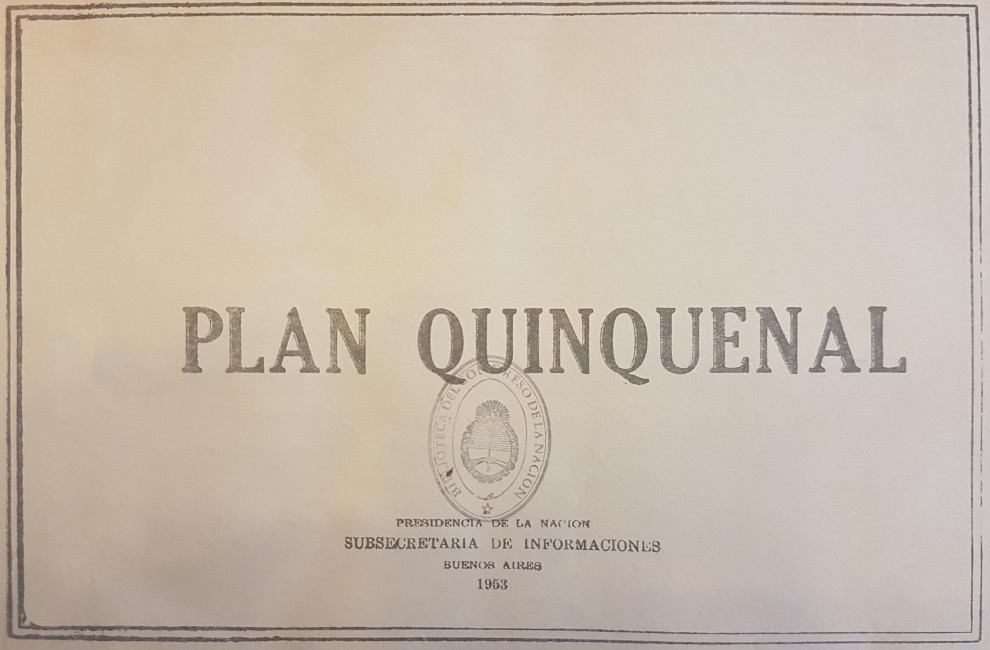 PLAN QUINQUENAL
BIBLIOTECA DEL CONGRESO DE LA NACION
PRESIDENCIA DE LA NACION
SUBSECRETARIA DE INFORMACIONES
BUENOS AIRES
1953